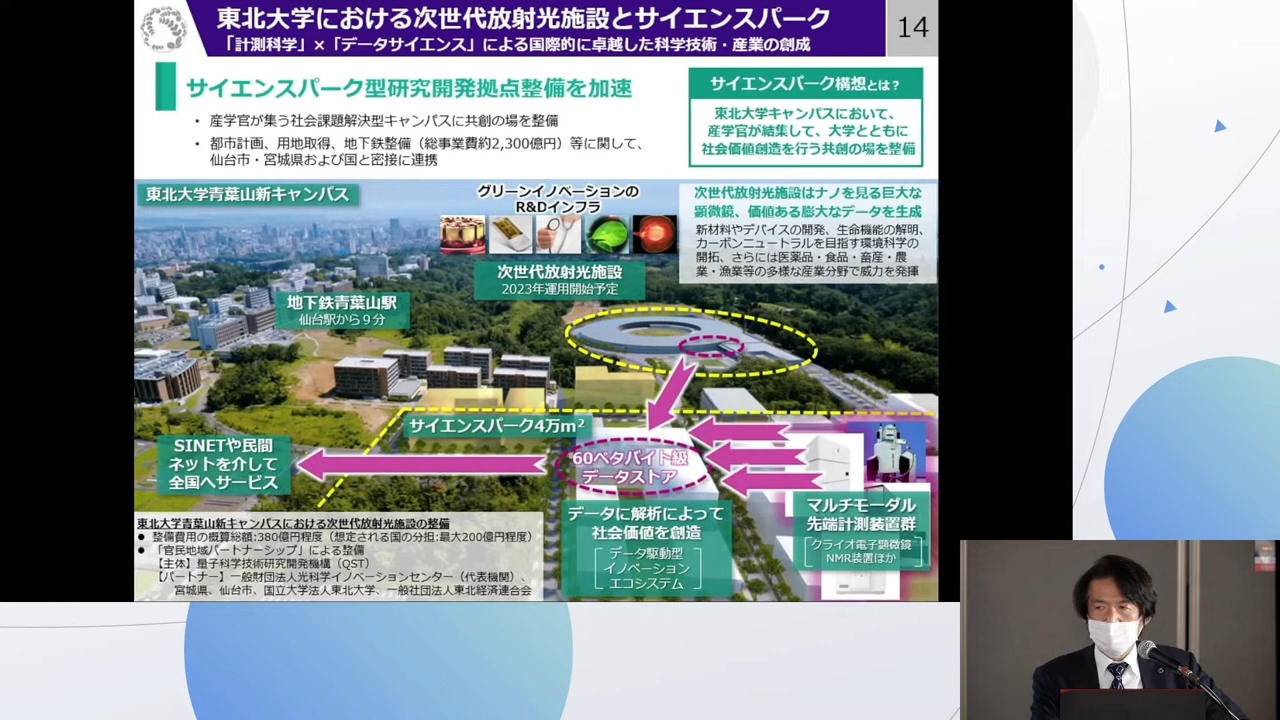 東北大学における次世代放射光施設とサイエンスパーク
「計測科学」×「データサイエンス」による国際的に卓越した科学技術・産業の創成
14
サイエンスパーク型研究開発拠点整備を加速
• 産学官が集う社会課題解決型キャンパスに共創の場を整備
• 都市計画、用地取得、地下鉄整備（総事業費約2,300億円）等に関して、
仙台市・宮城県および国と密接に連携
サイエンスパーク構想とは？
東北大学キャンパスにおいて、
産学官が結集して、大学とともに
社会価値創造を行う共創の場を整備
東北大学青葉山新キャンパス
グリーンイノベーションの
R&Dインフラ
次世代放射光施設はナノを見る巨大な
顕微鏡、価値ある膨大なデータを生成
新材料やデバイスの開発、生命機能の解明、
カーボンニュートラルを目指す環境科学の
開拓、さらには医薬品・食品・畜産・農
業・漁業等の多様な産業分野で威力を発揮
次世代放射光施設
2023年運用開始予定
地下鉄青葉山駅
仙台駅から９分
サイエンスパーク4万m²
SINETや民間
ネットを介して
全国へサービス
60ペタバイト級
データストア
マルチモーダル
先端計測装置群
クライオ電子顕微鏡
NMR装置ほか
データに解析によって
社会価値を創造
データ駆動型
イノベーション
エコシステム
東北大学青葉山新キャンパスにおける次世代放射光施設の整備
● 整備費用の概算総額:380億円程度（想定される国の分担:最大200億円程度）
● 「官民地域パートナーシップ」による整備
【主体】量子科学技術研究開発機構（QST）
【パートナー】一般財団法人光科学イノベーションセンター（代表機関）、
宮城県、仙台市、国立大学法人東北大学、一般社団法人東北経済連合会